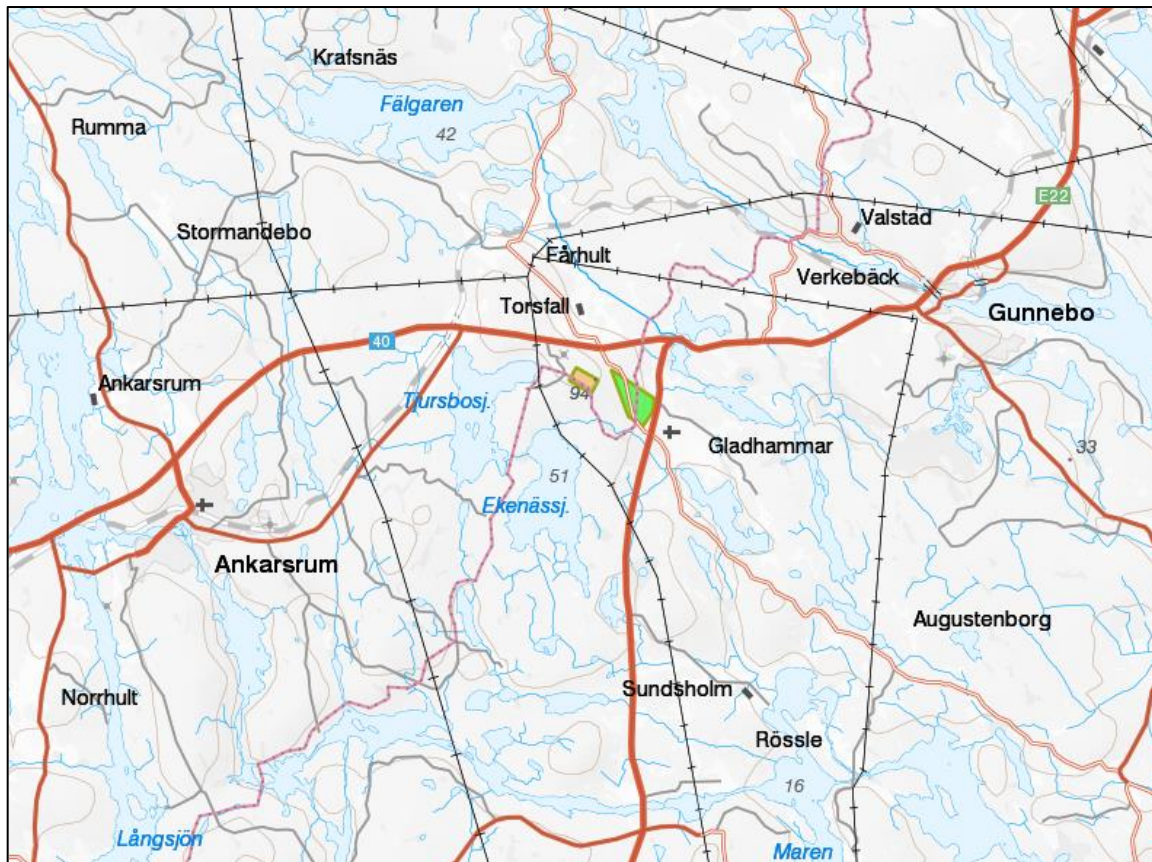 Krafsnäs
Fälgaren
42
Rumma
E22
Valstad
Stormandebo
Fårhult
Verkebäck
Torsfall
Gunnebo
40
Ankarsrum
Tjursbosj.
94
Gladhammar
33
51
Ekenässj.
Ankarsrum
Augustenborg
Norrhult
Sundsholm
Rössle
16
Långsjön
Maren